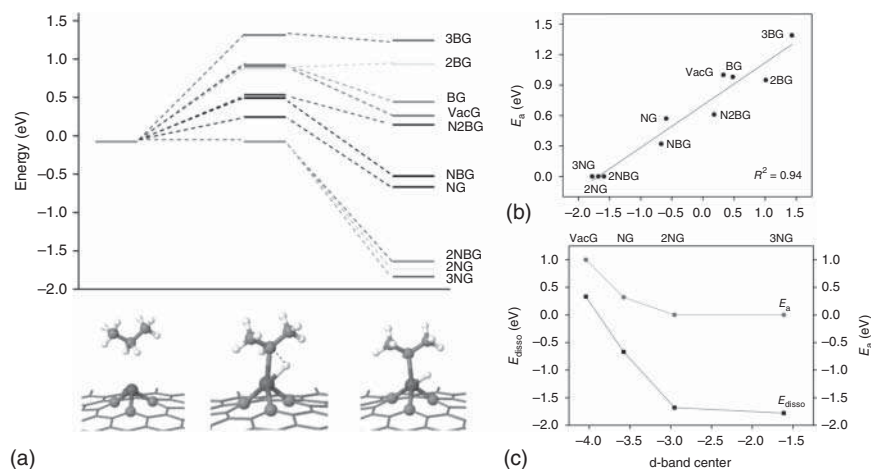 (a)
Energy (eV)
1.5
1.0
0.5
0.0
−0.5
−1.0
−1.5
−2.0
3BG
2BG
BG
VacG
N2BG
NBG
NG
2NBG
2NG
3NG
(b)
E_a (eV)
1.5
1.2
0.9
0.6
0.3
0.0
3BG
VacG
BG
2BG
NG
N2BG
NBG
3NG
2NBG
2NG
R² = 0.94
−2.0 −1.5 −1.0 −0.5 0.0 0.5 1.0 1.5
(c)
VacG NG 2NG 3NG
E_disso (eV)
1.0
0.5
0.0
−0.5
−1.0
−1.5
−2.0
E_a
E_disso
1.0
0.5
0.0
−0.5
−1.0
−1.5
−2.0
E_a (eV)
−4.0 −3.5 −3.0 −2.5 −2.0 −1.5
d-band center